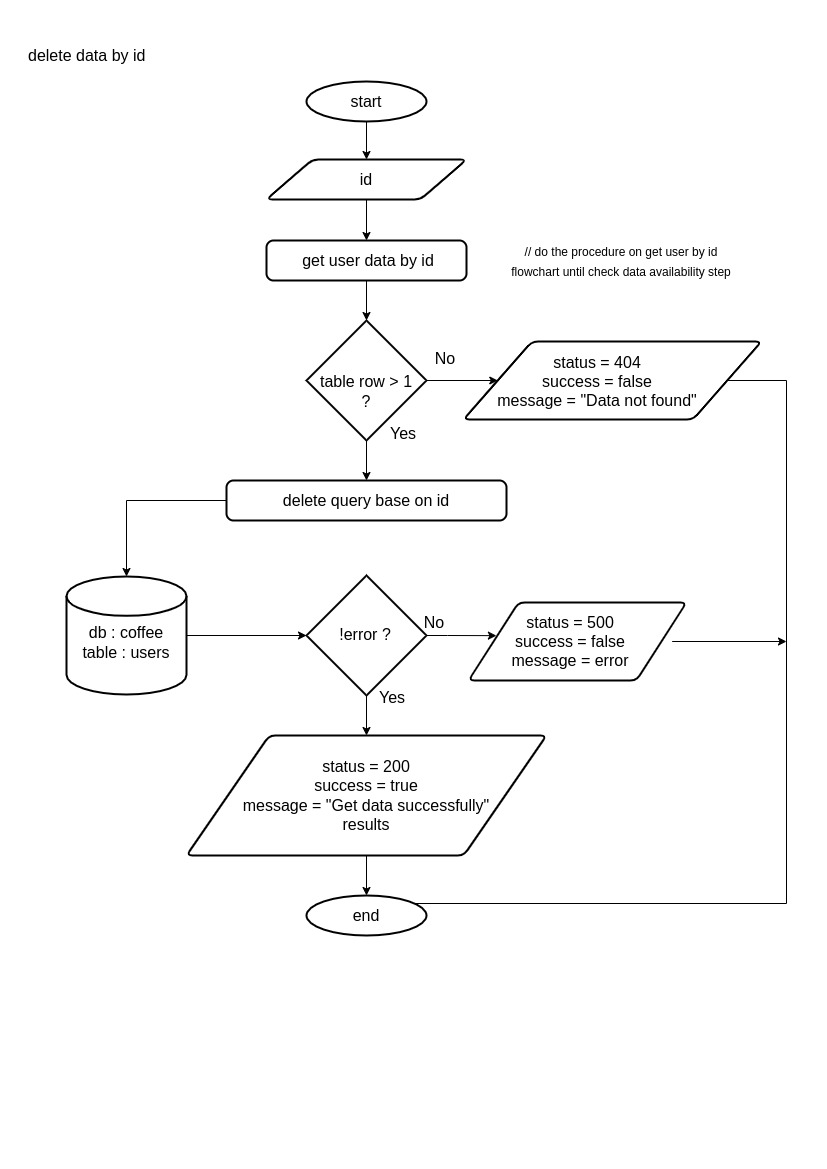 delete data by id
start
id
get user data by id
// do the procedure on get user by id
flowchart until check data availability step
table row > 1
?
No
status = 404
success = false
message = "Data not found"
Yes
delete query base on id
db : coffee
table : users
!error ?
No
status = 500
success = false
message = error
Yes
status = 200
success = true
message = "Get data successfully"
results
end